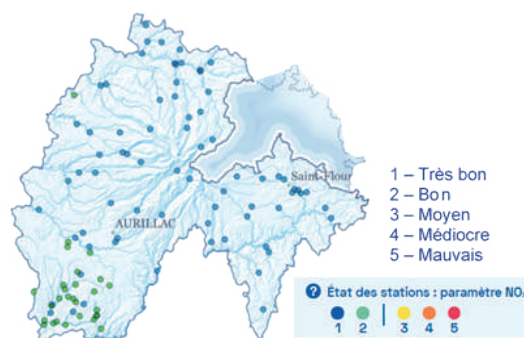 Saint-Flour
AURILLAC
1 – Très bon
2 – Bon
3 – Moyen
4 – Médiocre
5 – Mauvais
? État des stations : paramètre NO
1 2 3 4 5